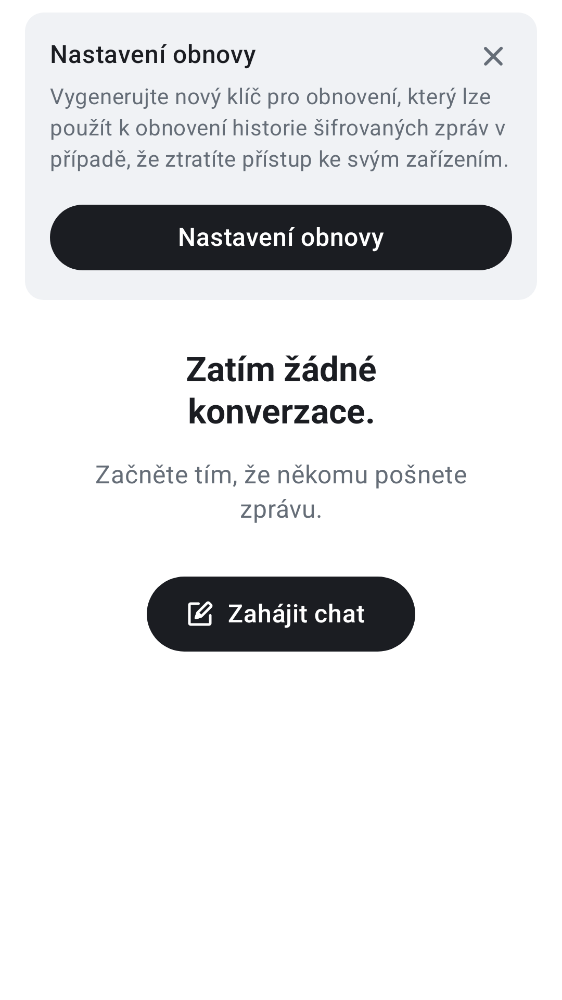 Nastavení obnovy
Vygenerujte nový klíč pro obnovení, který lze
použít k obnovení historie šifrovaných zpráv v
případě, že ztratíte přístup ke svým zařízením.
Nastavení obnovy
Zatím žádné
konverzace.
Začněte tím, že někomu pošnete
zprávu.
Zahájit chat